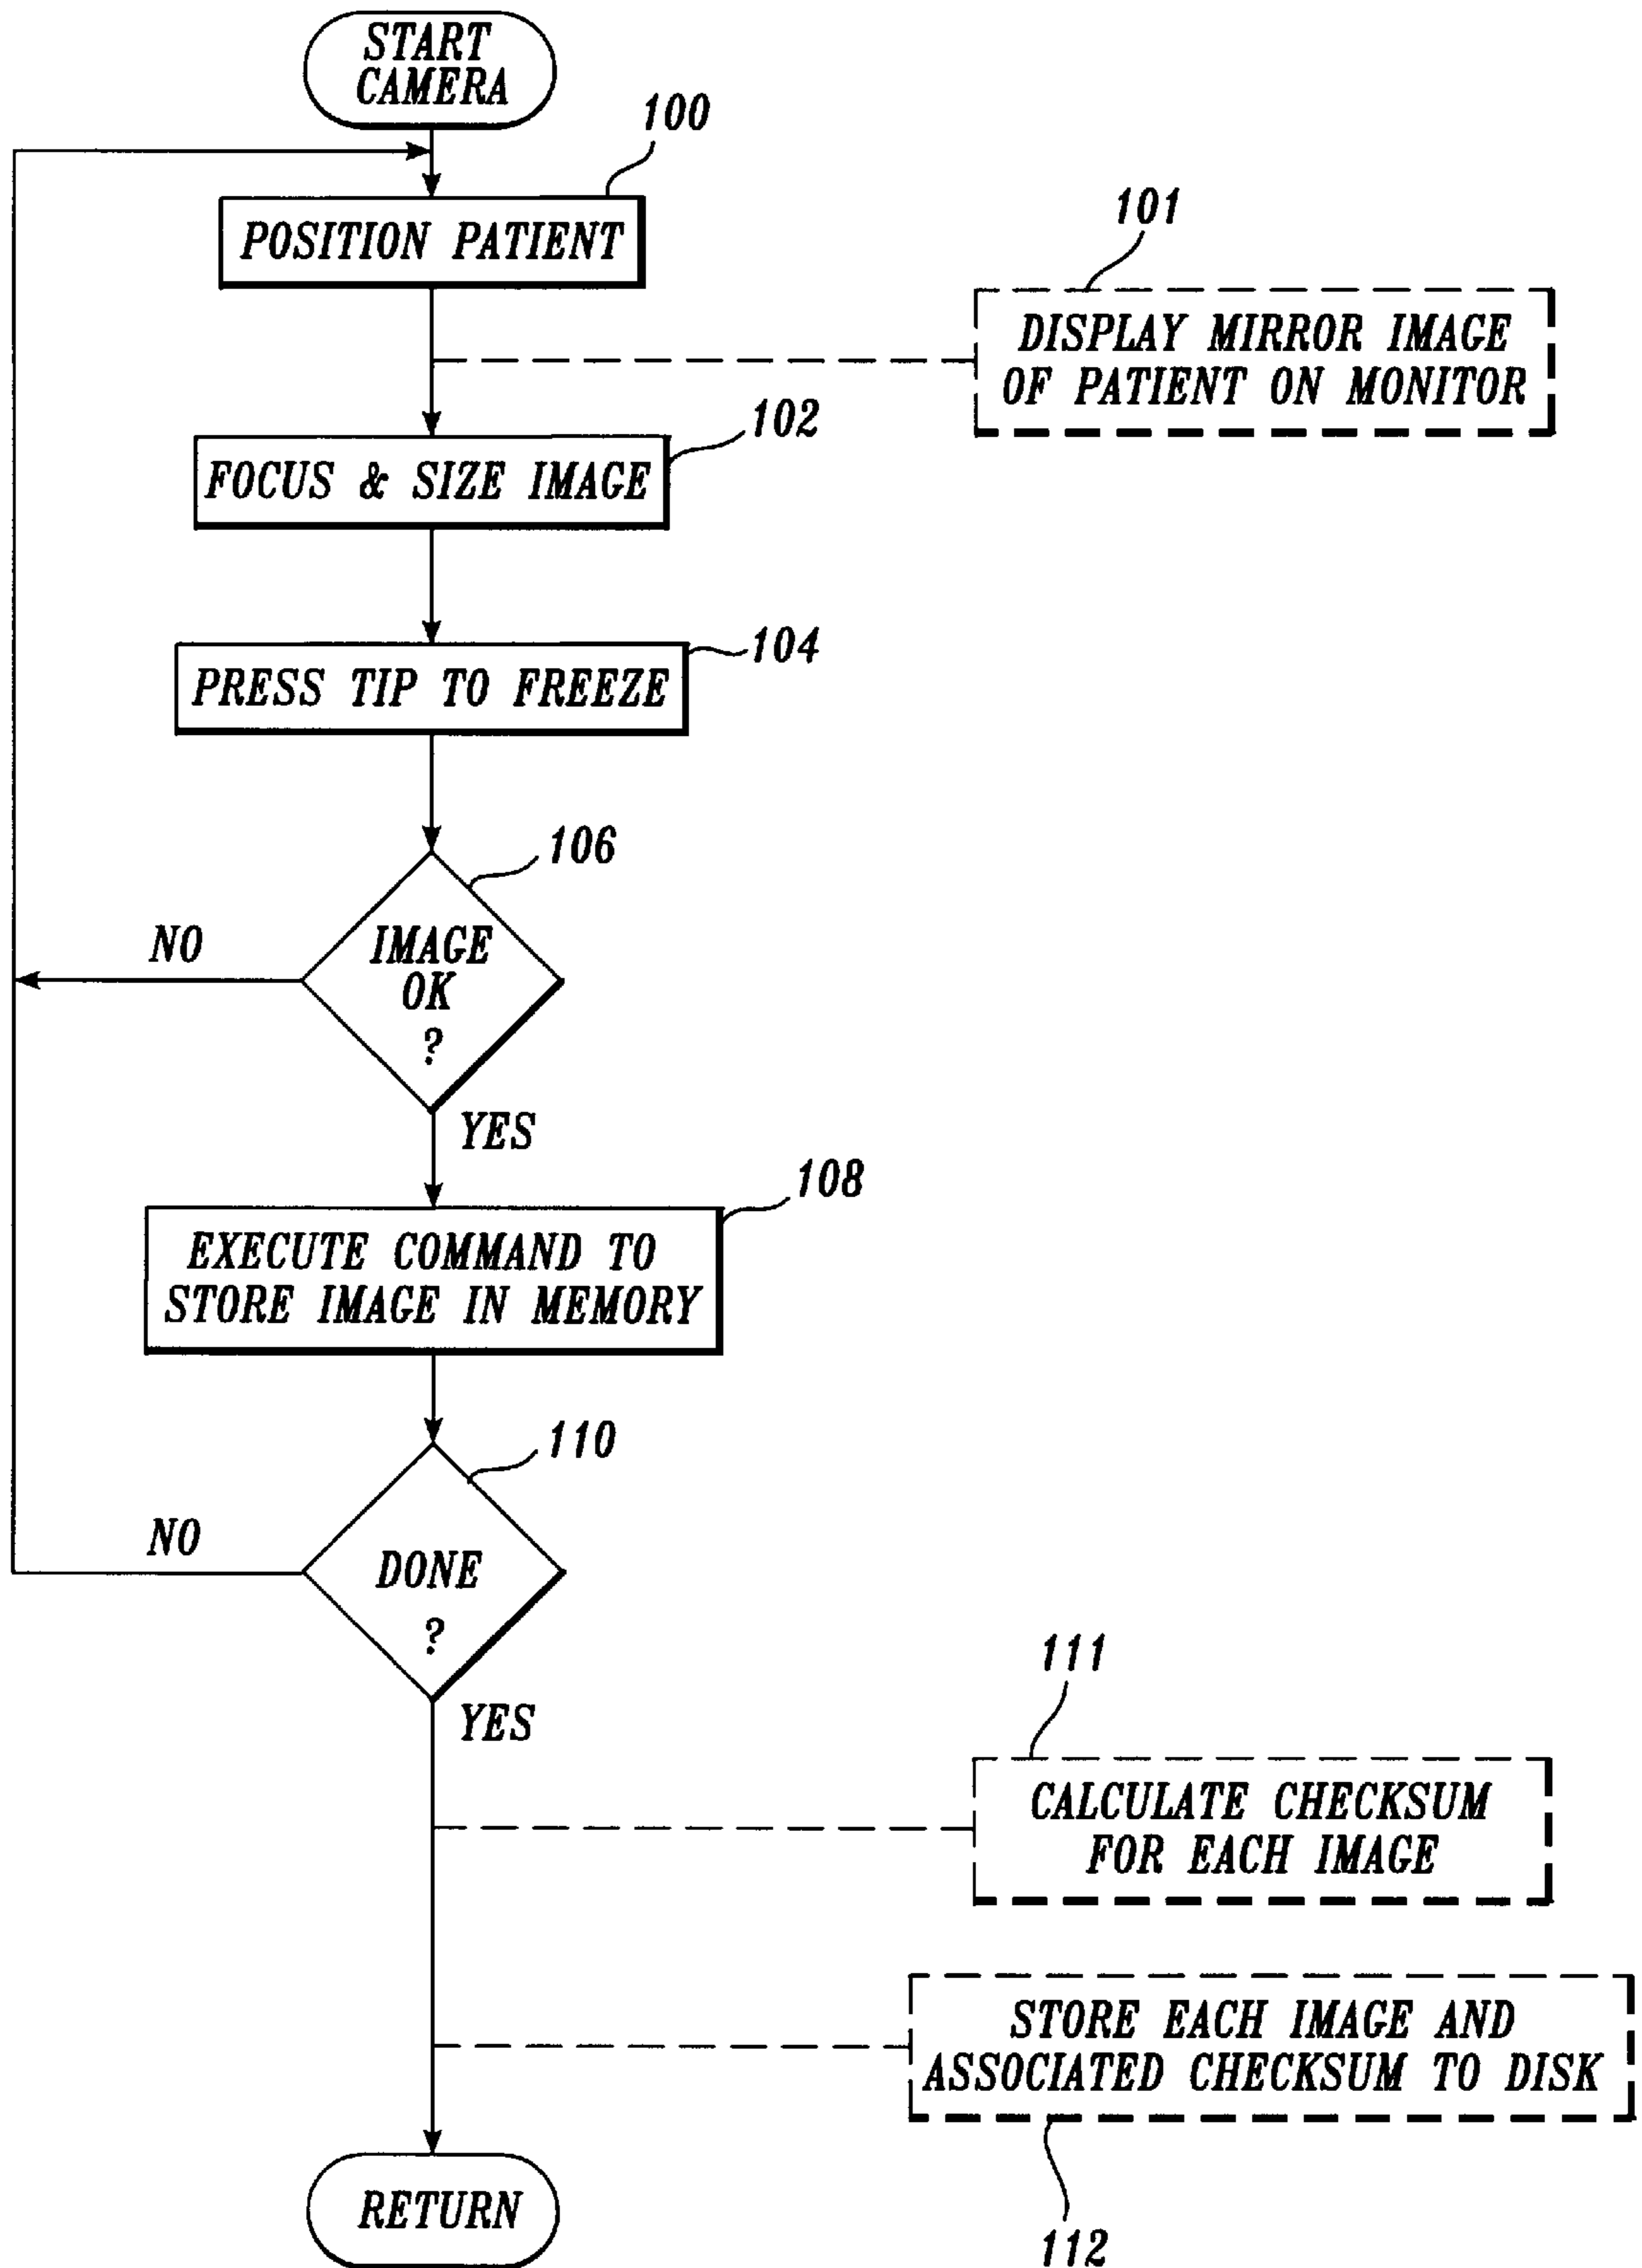 START
CAMERA
100
POSITION PATIENT
101
DISPLAY MIRROR IMAGE
OF PATIENT ON MONITOR
102
FOCUS & SIZE IMAGE
104
PRESS TIP TO FREEZE
106
IMAGE
OK
?
NO
YES
108
EXECUTE COMMAND TO
STORE IMAGE IN MEMORY
110
DONE
?
NO
YES
111
CALCULATE CHECKSUM
FOR EACH IMAGE
STORE EACH IMAGE AND
ASSOCIATED CHECKSUM TO DISK
112
RETURN